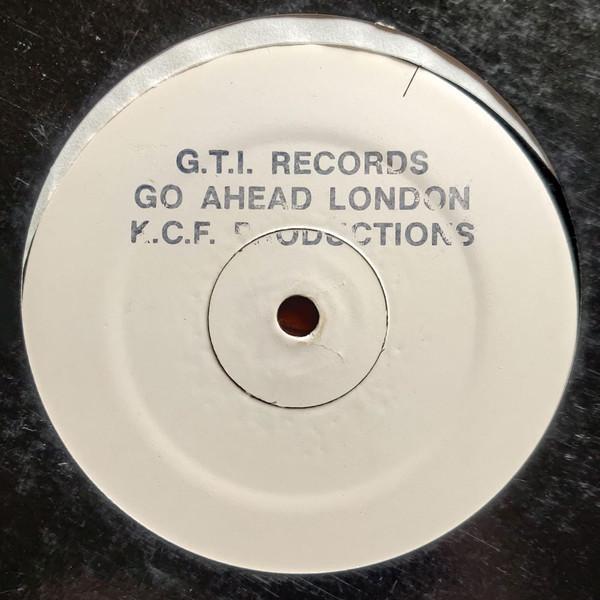 G.T.I. RECORDS
GO AHEAD LONDON
K.C.F. PRODUCTIONS